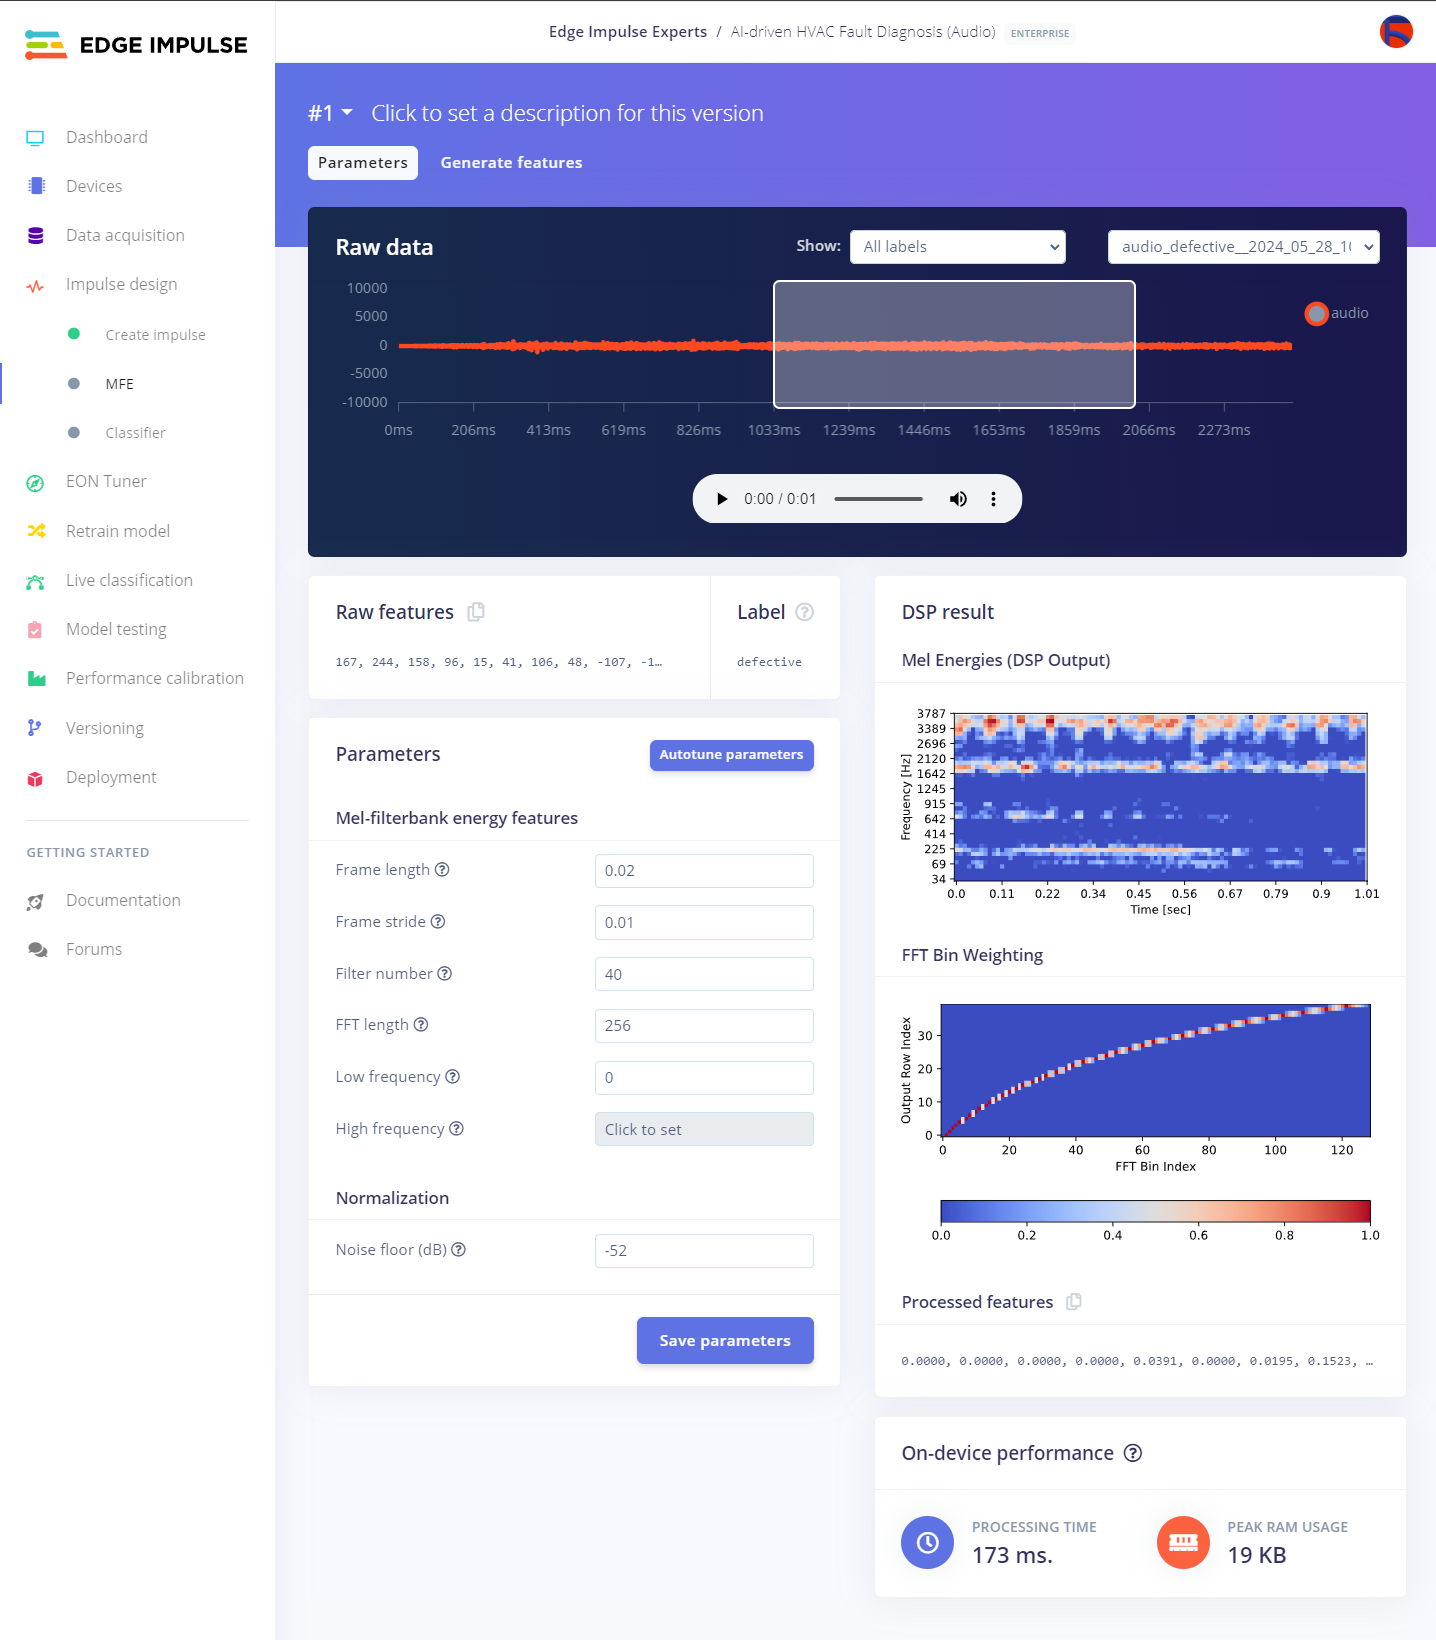 EDGE IMPULSE
Edge Impulse Experts / AI-driven HVAC Fault Diagnosis (Audio) ENTERPRISE
Dashboard
Devices
Data acquisition
Impulse design
Create impulse
MFE
Classifier
EON Tuner
Retrain model
Live classification
Model testing
Performance calibration
Versioning
Deployment
GETTING STARTED
Documentation
Forums
#1 Click to set a description for this version
Parameters Generate features
Raw data
Show: All labels audio_defective__2024_05_28_10
10000
5000
0
-5000
-10000
0ms 206ms 413ms 619ms 826ms 1033ms 1239ms 1446ms 1653ms 1859ms 2066ms 2273ms
audio
0:00 / 0:01
Raw features
167, 244, 158, 96, 15, 41, 106, 48, -107, -1…
Label
defective
Parameters Autotune parameters
Mel-filterbank energy features
Frame length 0.02
Frame stride 0.01
Filter number 40
FFT length 256
Low frequency 0
High frequency Click to set
Normalization
Noise floor (dB) -52
Save parameters
DSP result
Mel Energies (DSP Output)
Frequency [Hz]
3787
3389
2696
2120
1642
1245
915
642
414
225
69
34
0.0 0.11 0.22 0.34 0.45 0.56 0.67 0.79 0.9 1.01
Time [sec]
FFT Bin Weighting
Output Row Index
30
20
10
0
0 20 40 60 80 100 120
FFT Bin Index
0.0 0.2 0.4 0.6 0.8 1.0
Processed features
0.0000, 0.0000, 0.0000, 0.0000, 0.0391, 0.0000, 0.0195, 0.1523, …
On-device performance
PROCESSING TIME
173 ms.
PEAK RAM USAGE
19 KB